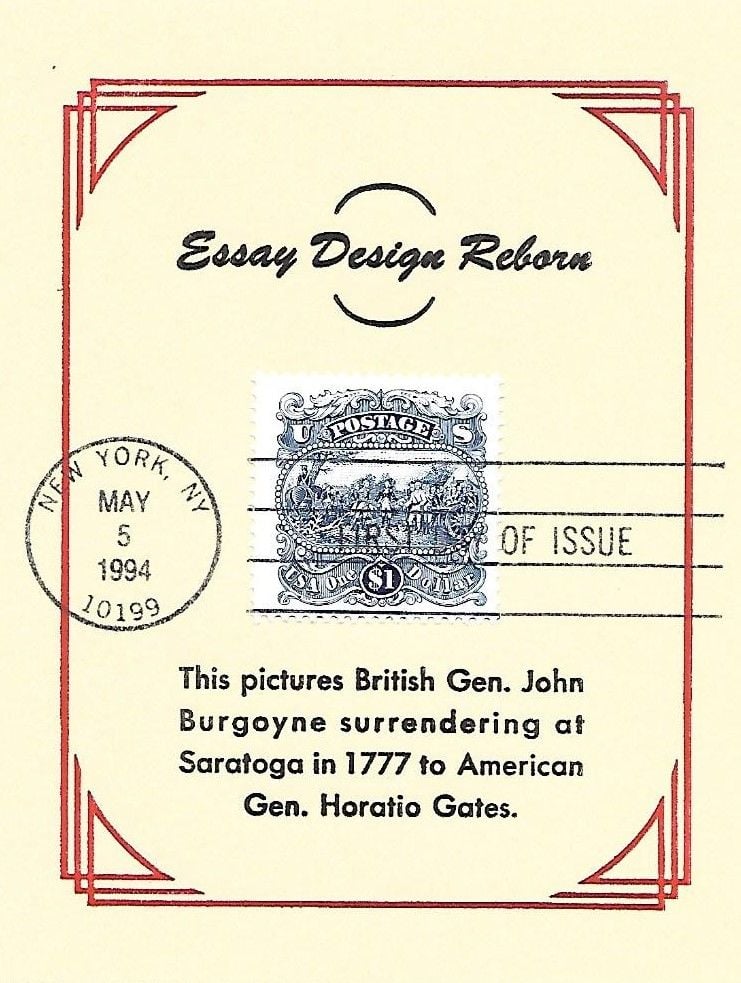 Essay Design Reborn
U POSTAGE S
USA One $1 Dollar
NEW YORK, NY
MAY
5
1994
10199
FIRST OF ISSUE
This pictures British Gen. John
Burgoyne surrendering at
Saratoga in 1777 to American
Gen. Horatio Gates.